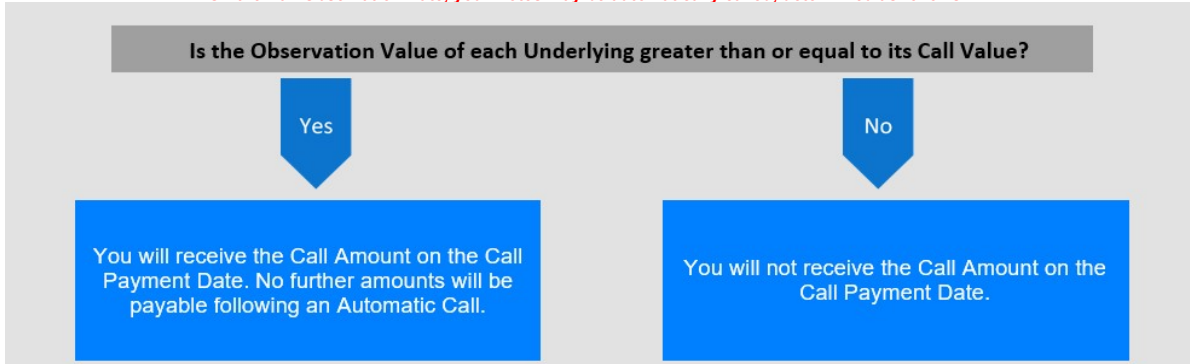 Is the Observation Value of each Underlying greater than or equal to its Call Value?
Yes
No
You will receive the Call Amount on the Call
Payment Date. No further amounts will be
payable following an Automatic Call.
You will not receive the Call Amount on the
Call Payment Date.